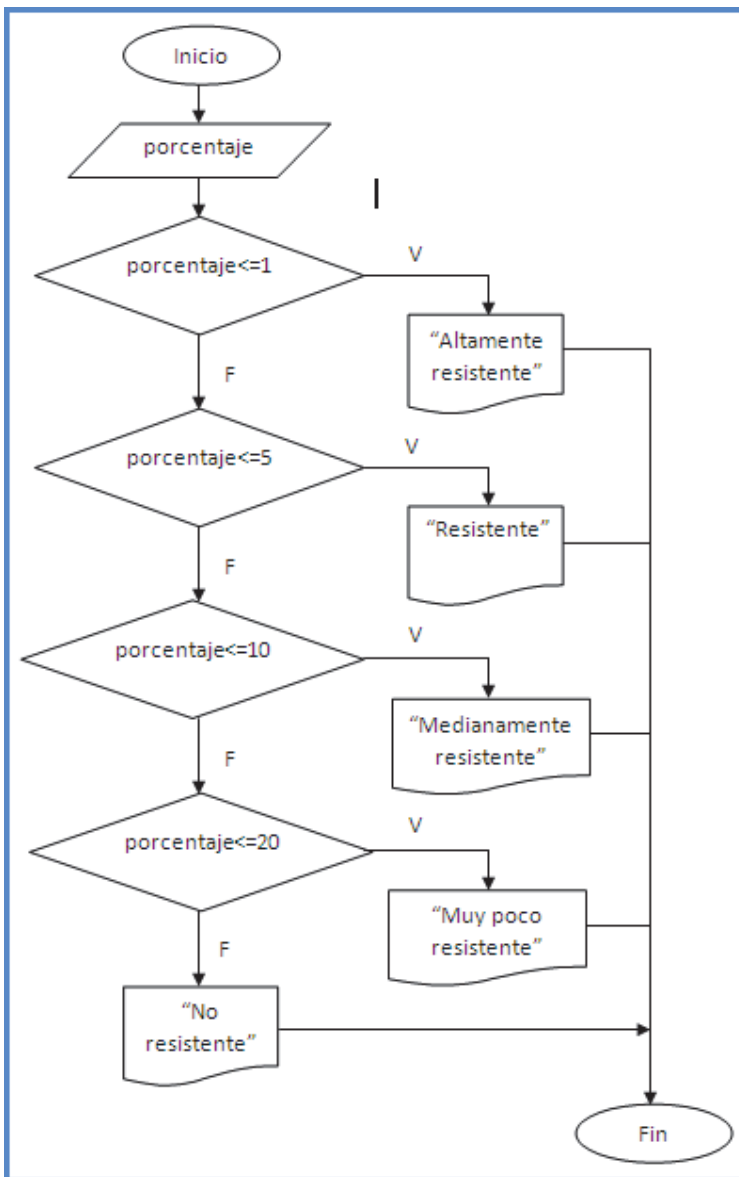 Inicio
porcentaje
porcentaje<=1
V
“Altamente
resistente”
F
porcentaje<=5
V
“Resistente”
F
porcentaje<=10
V
“Medianamente
resistente”
F
porcentaje<=20
V
“Muy poco
resistente”
F
“No
resistente”
Fin